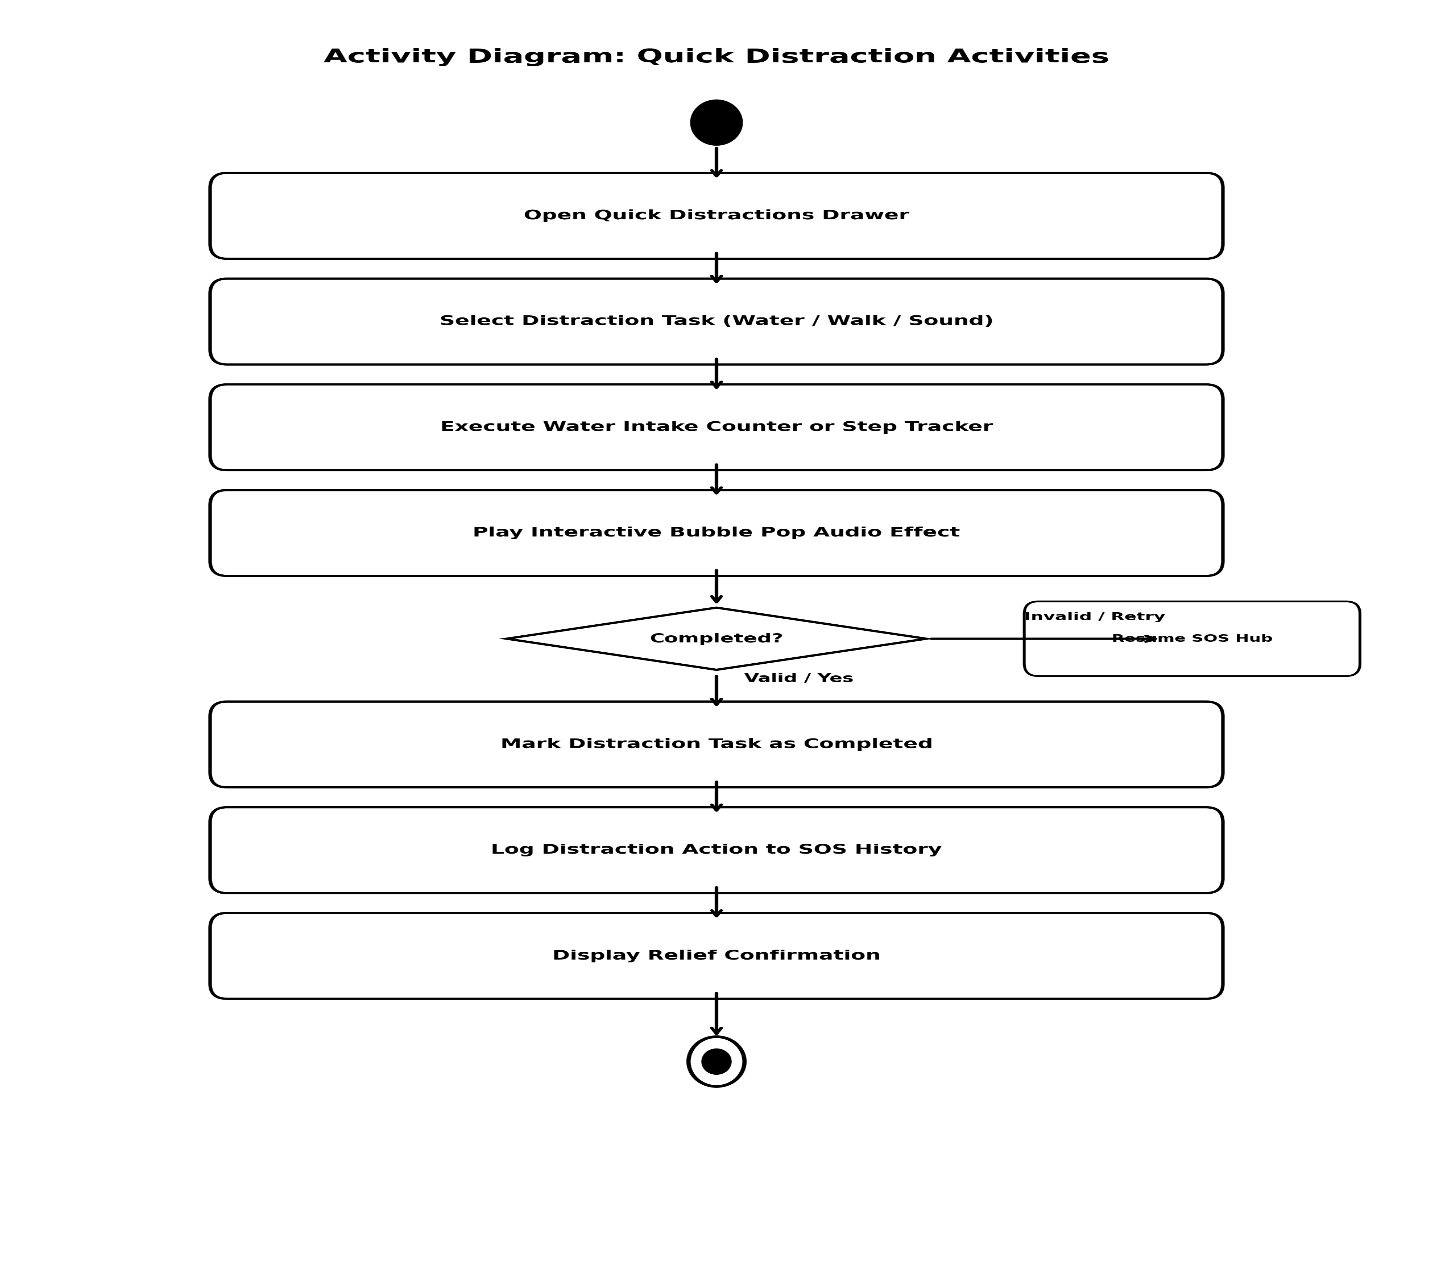 Activity Diagram: Quick Distraction Activities
Open Quick Distractions Drawer
Select Distraction Task (Water / Walk / Sound)
Execute Water Intake Counter or Step Tracker
Play Interactive Bubble Pop Audio Effect
Invalid / Retry
Completed?
Resume SOS Hub
Valid / Yes
Mark Distraction Task as Completed
Log Distraction Action to SOS History
Display Relief Confirmation